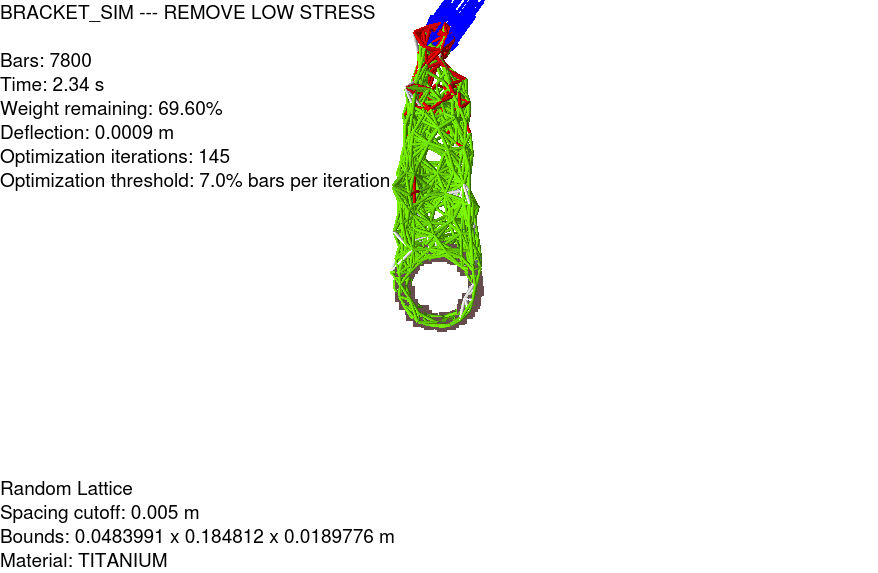 BRACKET_SIM --- REMOVE LOW STRESS
Bars: 7800
Time: 2.34 s
Weight remaining: 69.60%
Deflection: 0.0009 m
Optimization iterations: 145
Optimization threshold: 7.0% bars per iteration
Random Lattice
Spacing cutoff: 0.005 m
Bounds: 0.0483991 x 0.184812 x 0.0189776 m
Material: TITANIUM